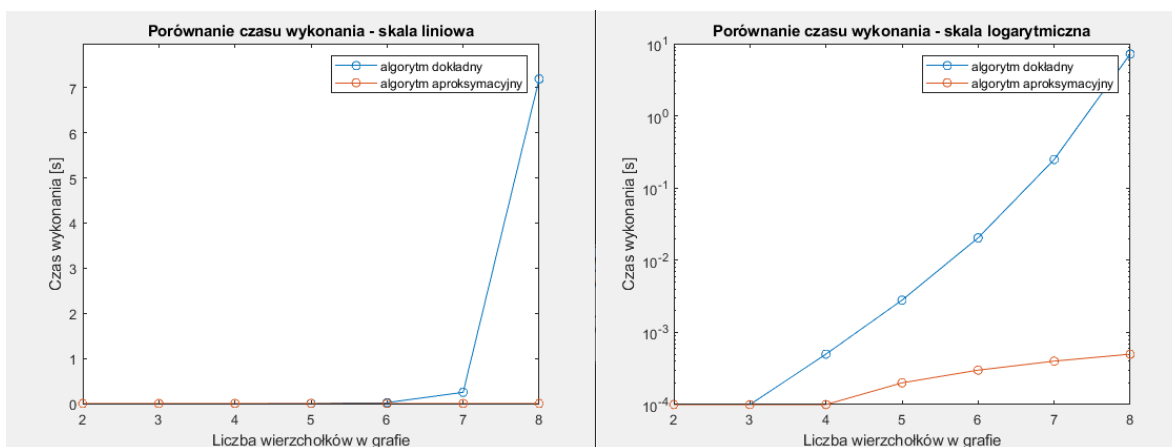 Porównanie czasu wykonania - skala liniowa
algorytm dokładny
algorytm aproksymacyjny
7
6
5
4
3
2
1
0
Czas wykonania [s]
2 3 4 5 6 7 8
Liczba wierzchołków w grafie
Porównanie czasu wykonania - skala logarytmiczna
algorytm dokładny
algorytm aproksymacyjny
10^1
10^0
10^-1
10^-2
10^-3
10^-4
Czas wykonania [s]
2 3 4 5 6 7 8
Liczba wierzchołków w grafie